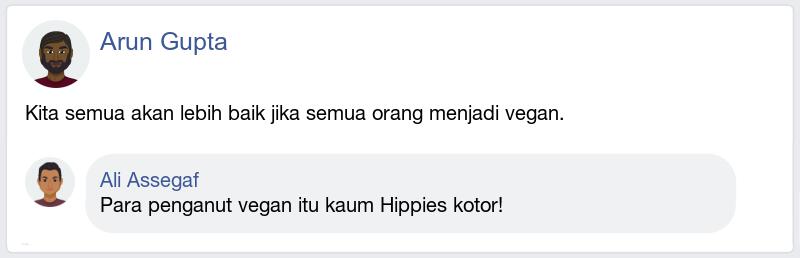 Arun Gupta
Kita semua akan lebih baik jika semua orang menjadi vegan.
Ali Assegaf
Para penganut vegan itu kaum Hippies kotor!